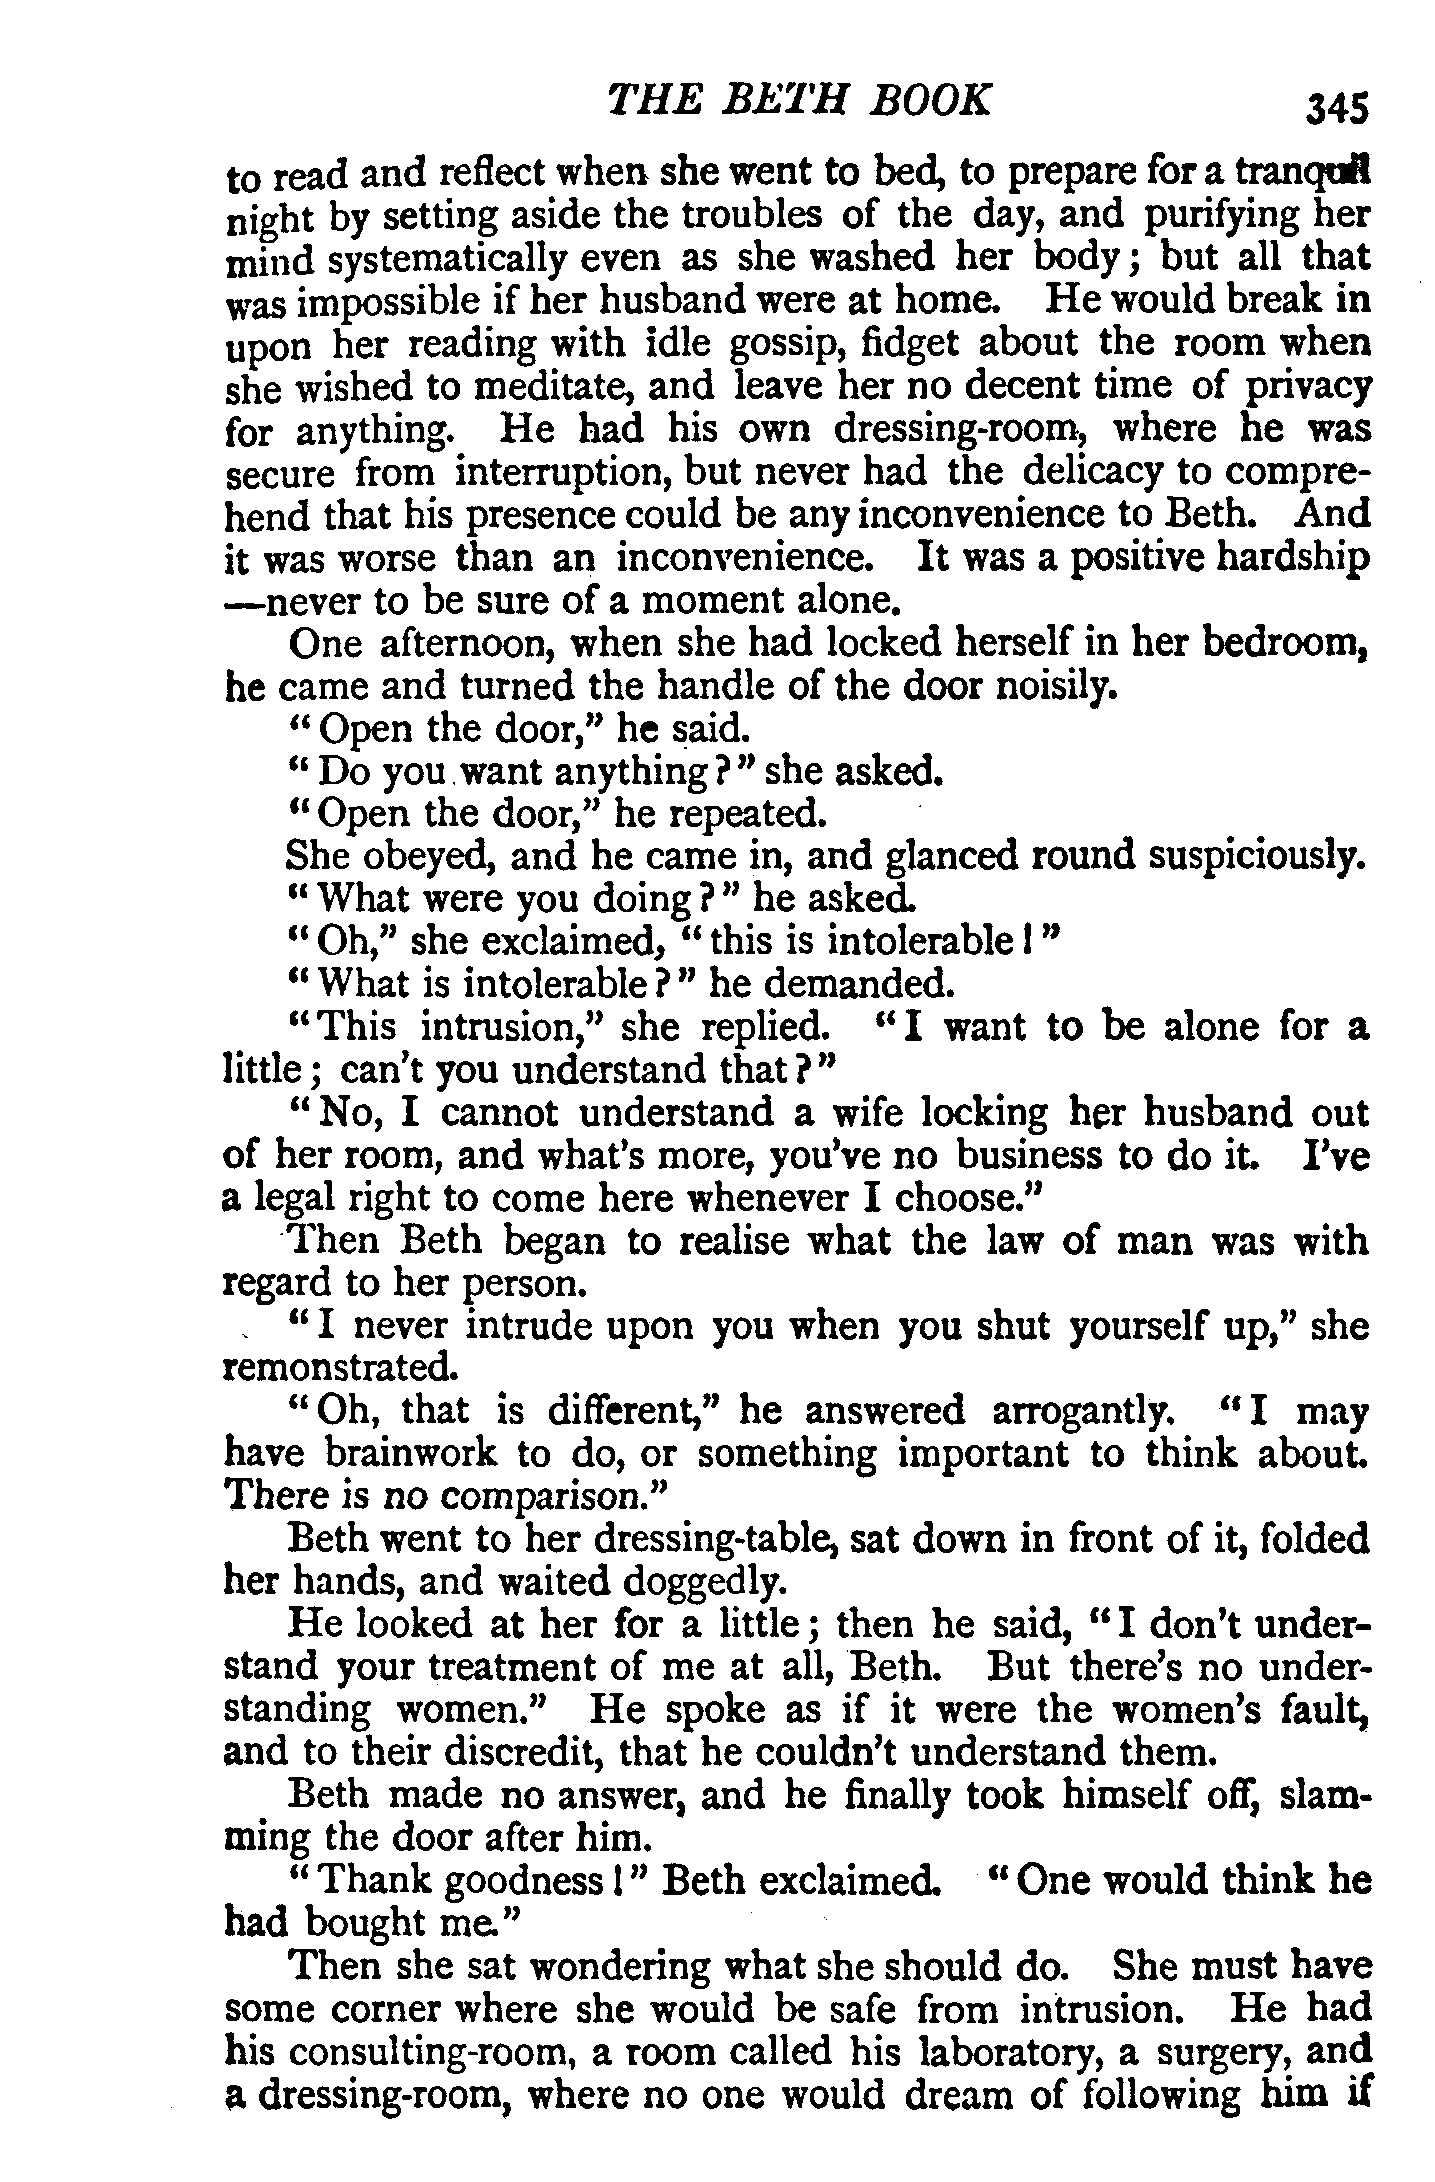 THE BETH BOOK 345
to read and reflect when she went to bed, to prepare for a tranquil
night by setting aside the troubles of the day, and purifying her
mind systematically even as she washed her body; but all that
was impossible if her husband were at home. He would break in
upon her reading with idle gossip, fidget about the room when
she wished to meditate, and leave her no decent time of privacy
for anything. He had his own dressing-room, where he was
secure from interruption, but never had the delicacy to compre-
hend that his presence could be any inconvenience to Beth. And
it was worse than an inconvenience. It was a positive hardship
—never to be sure of a moment alone.
One afternoon, when she had locked herself in her bedroom,
he came and turned the handle of the door noisily.
"Open the door," he said.
"Do you want anything?" she asked.
"Open the door," he repeated.
She obeyed, and he came in, and glanced round suspiciously.
"What were you doing?" he asked.
"Oh," she exclaimed, "this is intolerable!"
"What is intolerable?" he demanded.
"This intrusion," she replied. "I want to be alone for a
little; can't you understand that?"
"No, I cannot understand a wife locking her husband out
of her room, and what's more, you've no business to do it. I've
a legal right to come here whenever I choose."
Then Beth began to realise what the law of man was with
regard to her person.
"I never intrude upon you when you shut yourself up," she
remonstrated.
"Oh, that is different," he answered arrogantly. "I may
have brainwork to do, or something important to think about.
There is no comparison."
Beth went to her dressing-table, sat down in front of it, folded
her hands, and waited doggedly.
He looked at her for a little; then he said, "I don't under-
stand your treatment of me at all, Beth. But there's no under-
standing women." He spoke as if it were the women's fault,
and to their discredit, that he couldn't understand them.
Beth made no answer, and he finally took himself off, slam-
ming the door after him.
"Thank goodness!" Beth exclaimed. "One would think he
had bought me."
Then she sat wondering what she should do. She must have
some corner where she would be safe from intrusion. He had
his consulting-room, a room called his laboratory, a surgery, and
a dressing-room, where no one would dream of following him if